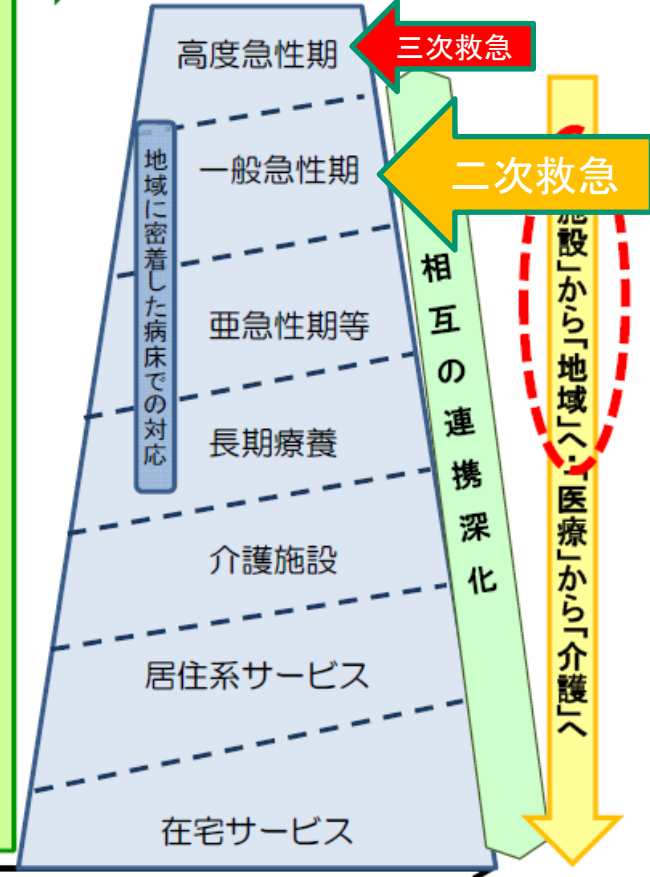 高度急性期
三次救急
一般急性期
二次救急
地域に密着した病床での対応
亜急性期等
長期療養
介護施設
居住系サービス
在宅サービス
相互の連携深化
施設」から「地域」へ・「医療」から「介護」へ